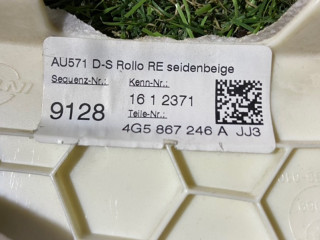 AU571 D-S Rollo RE seidenbeige
Sequenz-Nr.: Kenn-Nr.:
9128 16 1 2371
Teile-Nr.:
4G5 867 246 A JJ3